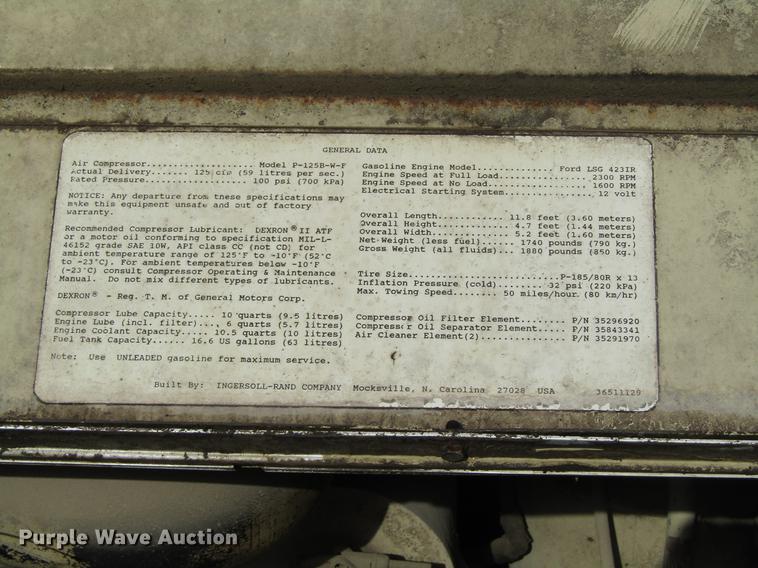 GENERAL DATA
Air Compressor................... Model P-125B-W-F
Actual Delivery...... 125 cfm (59 litres per sec.)
Rated Pressure................. 100 psi (700 kPa)
NOTICE: Any departure from these specifications may
make this equipment unsafe and out of factory
warranty.
Recommended Compressor Lubricant: DEXRON® II ATF
or a motor oil conforming to specification MIL-L-
46152 grade SAE 10W, API class CC (not CD) for
ambient temperature range of 125°F to -10°F (52°C
to -23°C). For ambient temperatures below -10°F
(-23°C) consult Compressor Operating & Maintenance
Manual. Do not mix different types of lubricants.
DEXRON® - Reg. T. M. of General Motors Corp.
Compressor Lube Capacity..... 10 quarts (9.5 litres)
Engine Lube (incl. filter)..., 6 quarts (5.7 litres)
Engine Coolant Capacity..... 10.5 quarts (10 litres)
Fuel Tank Capacity...... 16.6 US gallons (63 litres)
Note: Use UNLEADED gasoline for maximum service.
Gasoline Engine Model............. Ford LSG 423IR
Engine Speed at Full Load............... 2300 RPM
Engine Speed at No Load................. 1600 RPM
Electrical Starting System............... 12 volt
Overall Length............ 11.8 feet (3.60 meters)
Overall Height............. 4.7 feet (1.44 meters)
Overall Width.............. 5.2 feet (1.60 meters)
Net Weight (less fuel)...... 1740 pounds (790 kg.)
Gross Weight (all fluids)... 1880 pounds (850 kg.)
Tire Size.......................... P-185/80R x 13
Inflation Pressure (cold)........ 32 psi (220 kPa)
Max. Towing Speed....... 50 miles/hour (80 km/hr)
Compressor Oil Filter Element....... P/N 35296920
Compressor Oil Separator Element.... P/N 35843341
Air Cleaner Element(2).............. P/N 35291970
Built By: INGERSOLL-RAND COMPANY Mocksville, N. Carolina 27028 USA 36511129
Purple Wave Auction